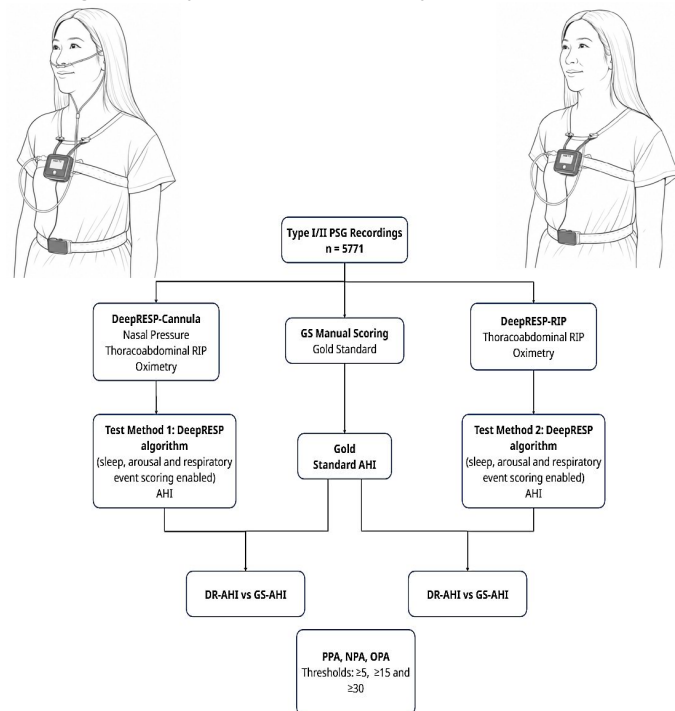 Type I/II PSG Recordings
n = 5771
DeepRESP-Cannula
Nasal Pressure
Thoracoabdominal RIP
Oximetry
GS Manual Scoring
Gold Standard
DeepRESP-RIP
Thoracoabdominal RIP
Oximetry
Test Method 1: DeepRESP
algorithm
(sleep, arousal and respiratory
event scoring enabled)
AHI
Gold
Standard AHI
Test Method 2: DeepRESP
algorithm
(sleep, arousal and respiratory
event scoring enabled)
AHI
DR-AHI vs GS-AHI
DR-AHI vs GS-AHI
PPA, NPA, OPA
Thresholds: ≥5, ≥15 and
≥30